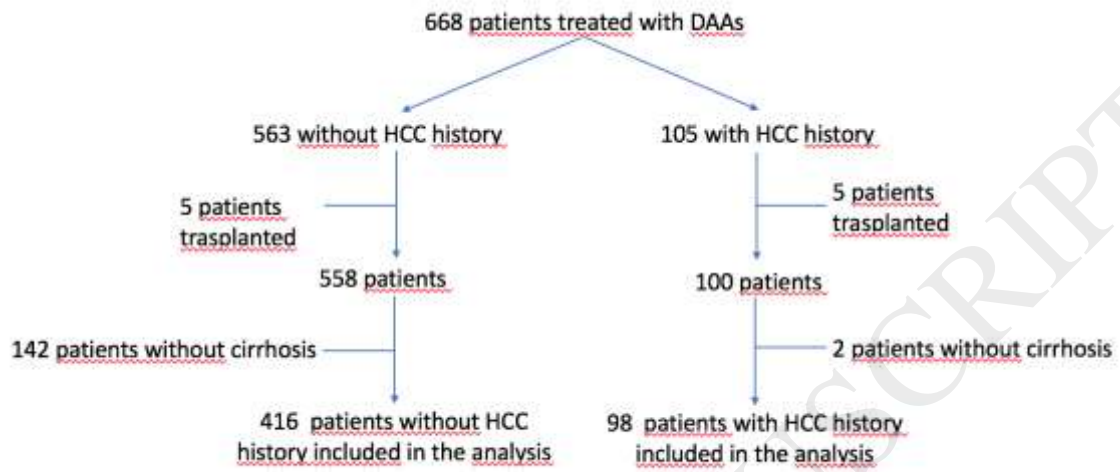 668 patients treated with DAAs
563 without HCC history
105 with HCC history
5 patients
trasplanted
5 patients
trasplanted
558 patients
100 patients
142 patients without cirrhosis
2 patients without cirrhosis
416 patients without HCC
history included in the analysis
98 patients with HCC history
included in the analysis
SCRIPT